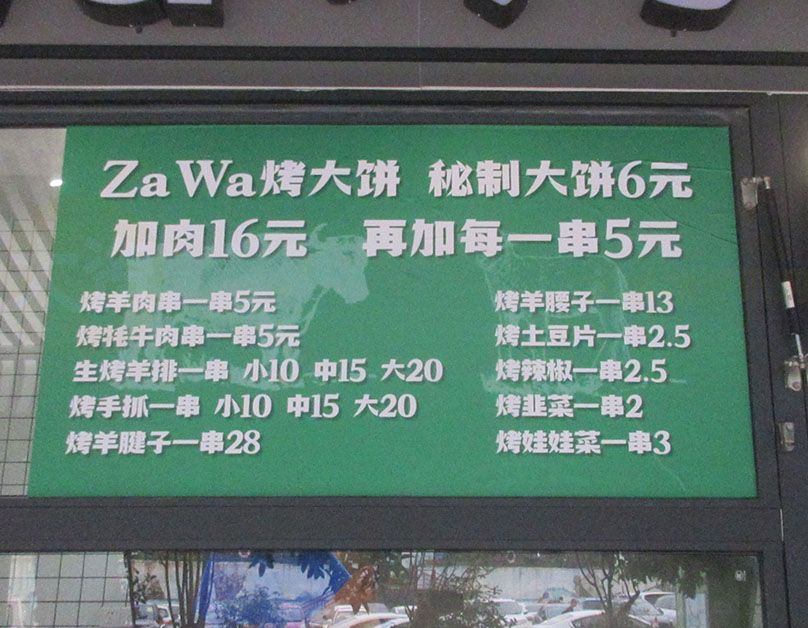 ZaWa烤大饼 秘制大饼6元
加肉16元 再加每一串5元
烤羊肉串一串5元
烤牦牛肉串一串5元
生烤羊排一串 小10 中15 大20
烤手抓一串 小10 中15 大20
烤羊腱子一串28
烤羊腰子一串13
烤土豆片一串2.5
烤辣椒一串2.5
烤韭菜一串2
烤娃娃菜一串3